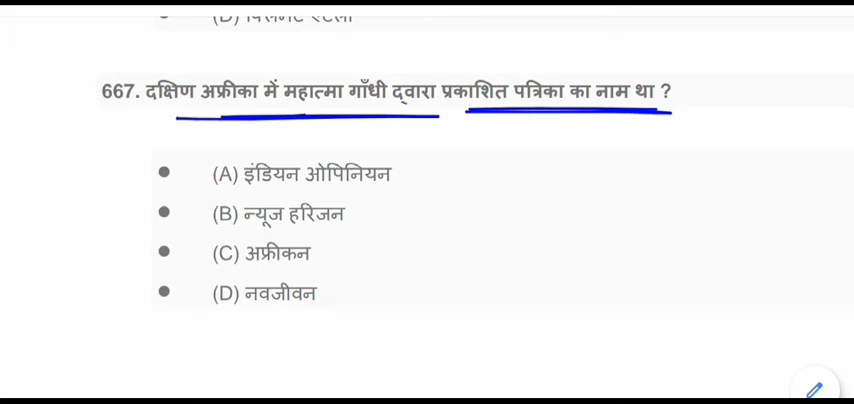 667. दक्षिण अफ्रीका में महात्मा गाँधी द्वारा प्रकाशित पत्रिका का नाम था ?
(A) इंडियन ओपिनियन
(B) न्यूज हरिजन
(C) अफ्रीकन
(D) नवजीवन